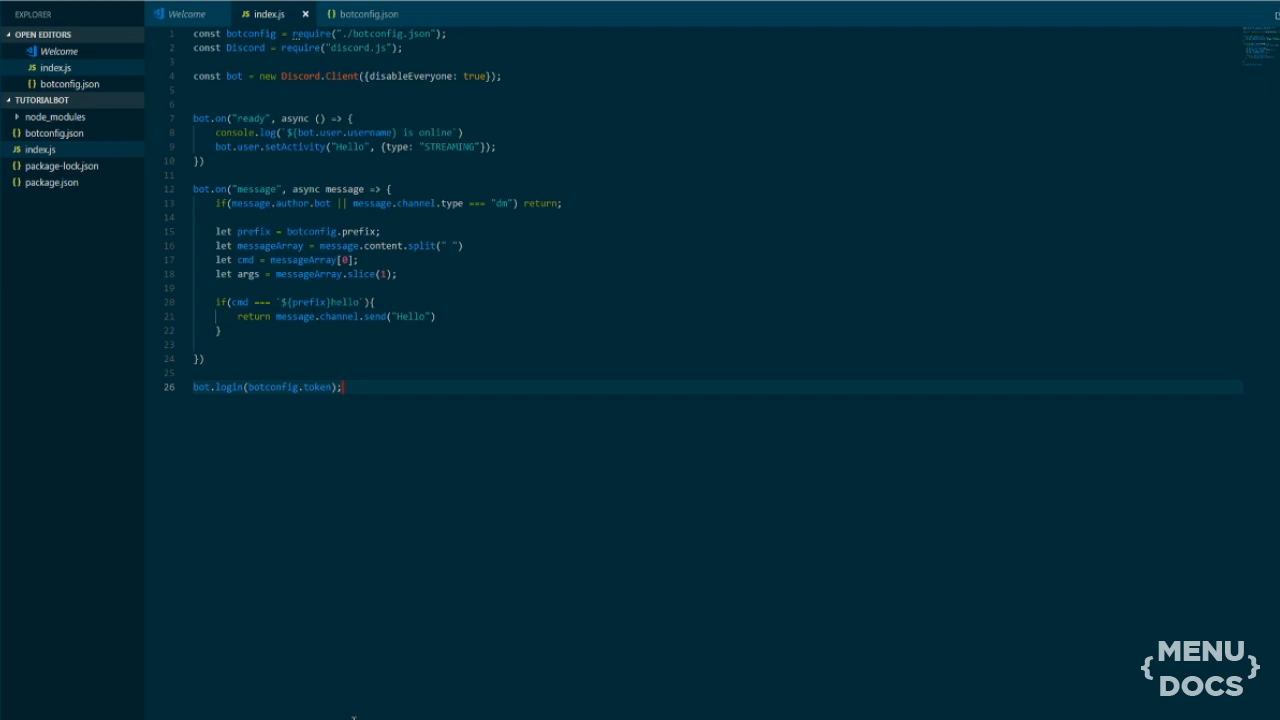 EXPLORER
OPEN EDITORS
Welcome
index.js
botconfig.json
TUTORIALBOT
node_modules
botconfig.json
index.js
package-lock.json
package.json
Welcome
JS index.js ×
{} botconfig.json
1 const botconfig = require("./botconfig.json");
2 const Discord = require("discord.js");
3
4 const bot = new Discord.Client({disableEveryone: true});
5
6
7 bot.on("ready", async () => {
8 console.log(`${bot.user.username} is online`)
9 bot.user.setActivity("Hello", {type: "STREAMING"});
10 })
11
12 bot.on("message", async message => {
13 if(message.author.bot || message.channel.type === "dm") return;
14
15 let prefix = botconfig.prefix;
16 let messageArray = message.content.split(" ")
17 let cmd = messageArray[0];
18 let args = messageArray.slice(1);
19
20 if(cmd === `${prefix}hello`){
21 return message.channel.send("Hello")
22 }
23
24 })
25
26 bot.login(botconfig.token);
{ MENU
DOCS }